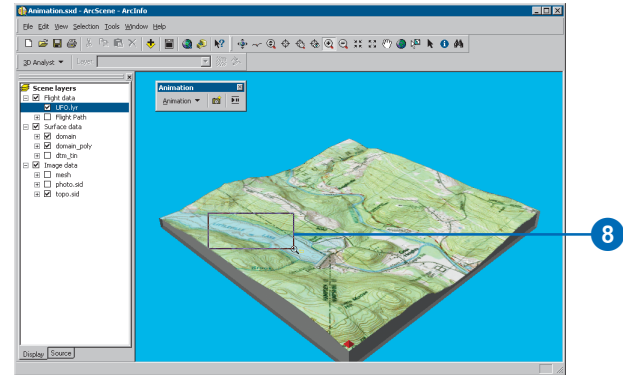 Animation.sxd - ArcScene - ArcInfo
File Edit View Selection Tools Window Help
3D Analyst Layer:
Scene layers
Flight data
UFO.lyr
Flight Path
Surface data
domain
domain_poly
dtm_tin
Image data
mesh
photo.sid
topo.sid
Display Source
Animation
Animation
8